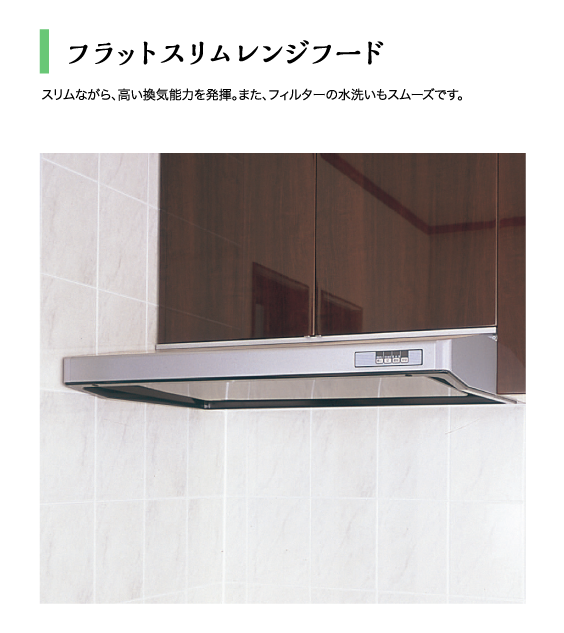 フラットスリムレンジフード
スリムながら、高い換気能力を発揮。また、フィルターの水洗いもスムーズです。